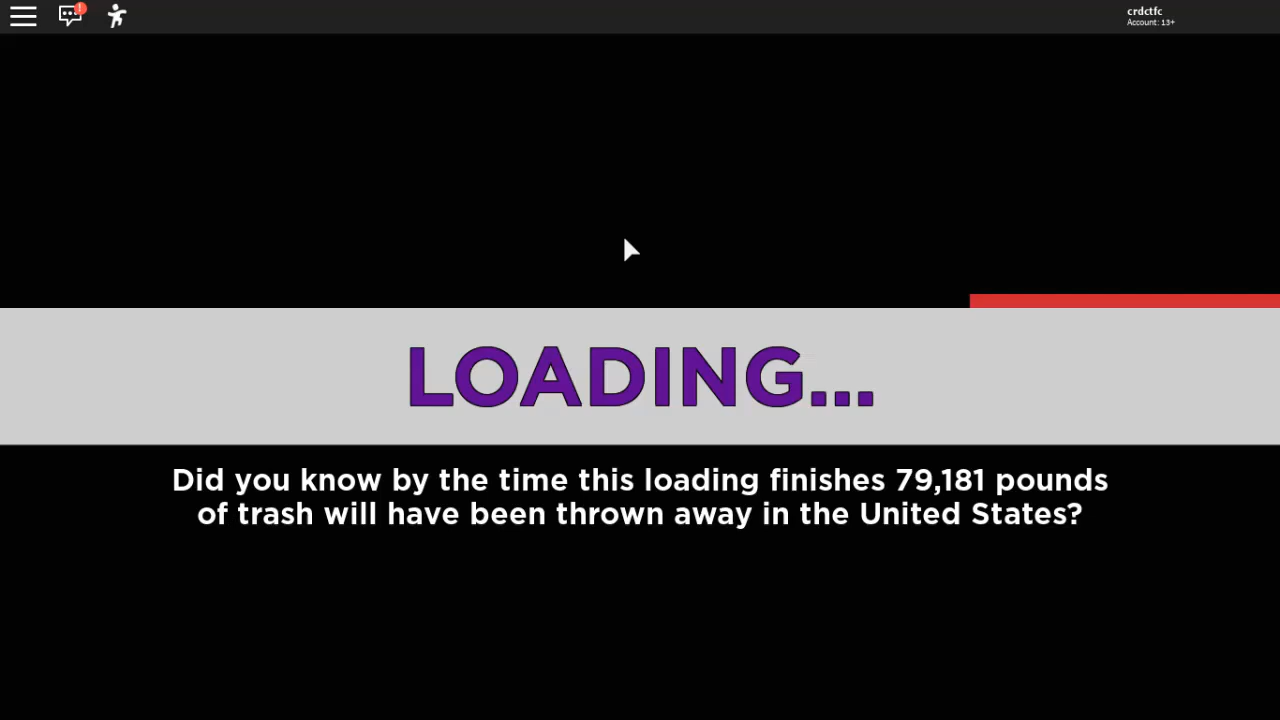 crdctfc
Account: 13+
LOADING...
Did you know by the time this loading finishes 79,181 pounds
of trash will have been thrown away in the United States?